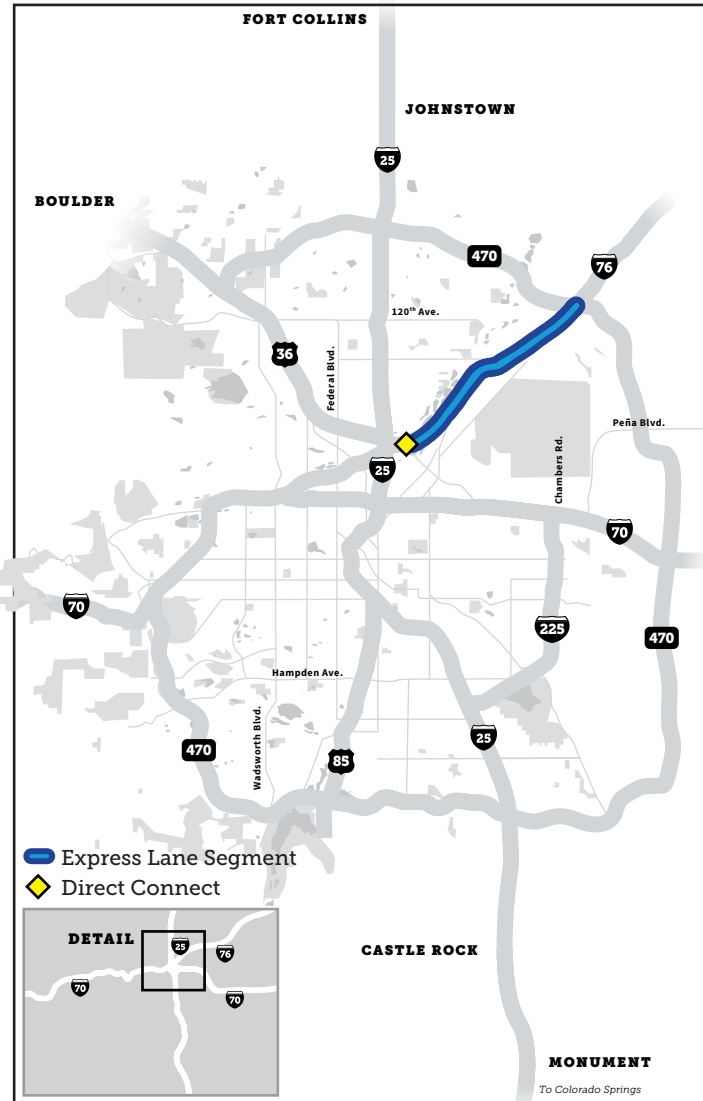 FORT COLLINS
JOHNSTOWN
25
BOULDER
470
76
120th Ave.
36
Federal Blvd.
Peña Blvd.
Chambers Rd.
25
70
70
225
470
Hampden Ave.
Wadsworth Blvd.
25
470
85
Express Lane Segment
Direct Connect
DETAIL
25
76
70
70
CASTLE ROCK
MONUMENT
To Colorado Springs